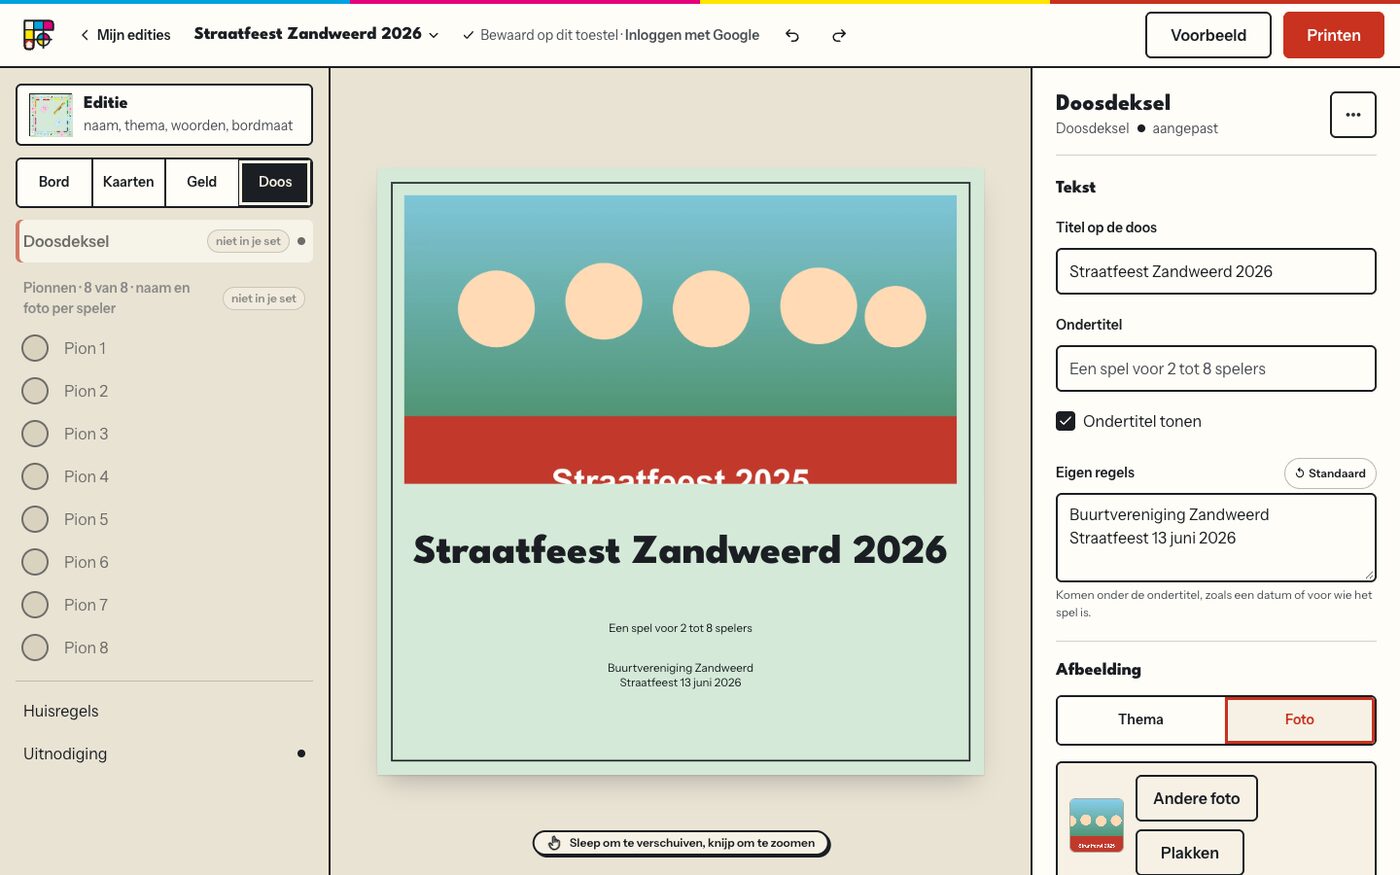 Mijn edities
Straatfeest Zandweerd 2026
Bewaard op dit toestel · Inloggen met Google
Voorbeeld
Printen
Editie
naam, thema, woorden, bordmaat
Bord
Kaarten
Geld
Doos
Doosdeksel
niet in je set
Pionnen · 8 van 8 · naam en
foto per speler
niet in je set
Pion 1
Pion 2
Pion 3
Pion 4
Pion 5
Pion 6
Pion 7
Pion 8
Huisregels
Uitnodiging
Straatfeest 2025
Straatfeest Zandweerd 2026
Een spel voor 2 tot 8 spelers
Buurtvereniging Zandweerd
Straatfeest 13 juni 2026
Sleep om te verschuiven, knijp om te zoomen
Doosdeksel
Doosdeksel ● aangepast
Tekst
Titel op de doos
Straatfeest Zandweerd 2026
Ondertitel
Een spel voor 2 tot 8 spelers
Ondertitel tonen
Eigen regels
Standaard
Buurtvereniging Zandweerd
Straatfeest 13 juni 2026
Komen onder de ondertitel, zoals een datum of voor wie het
spel is.
Afbeelding
Thema
Foto
Andere foto
Plakken
Straatfeest 2025